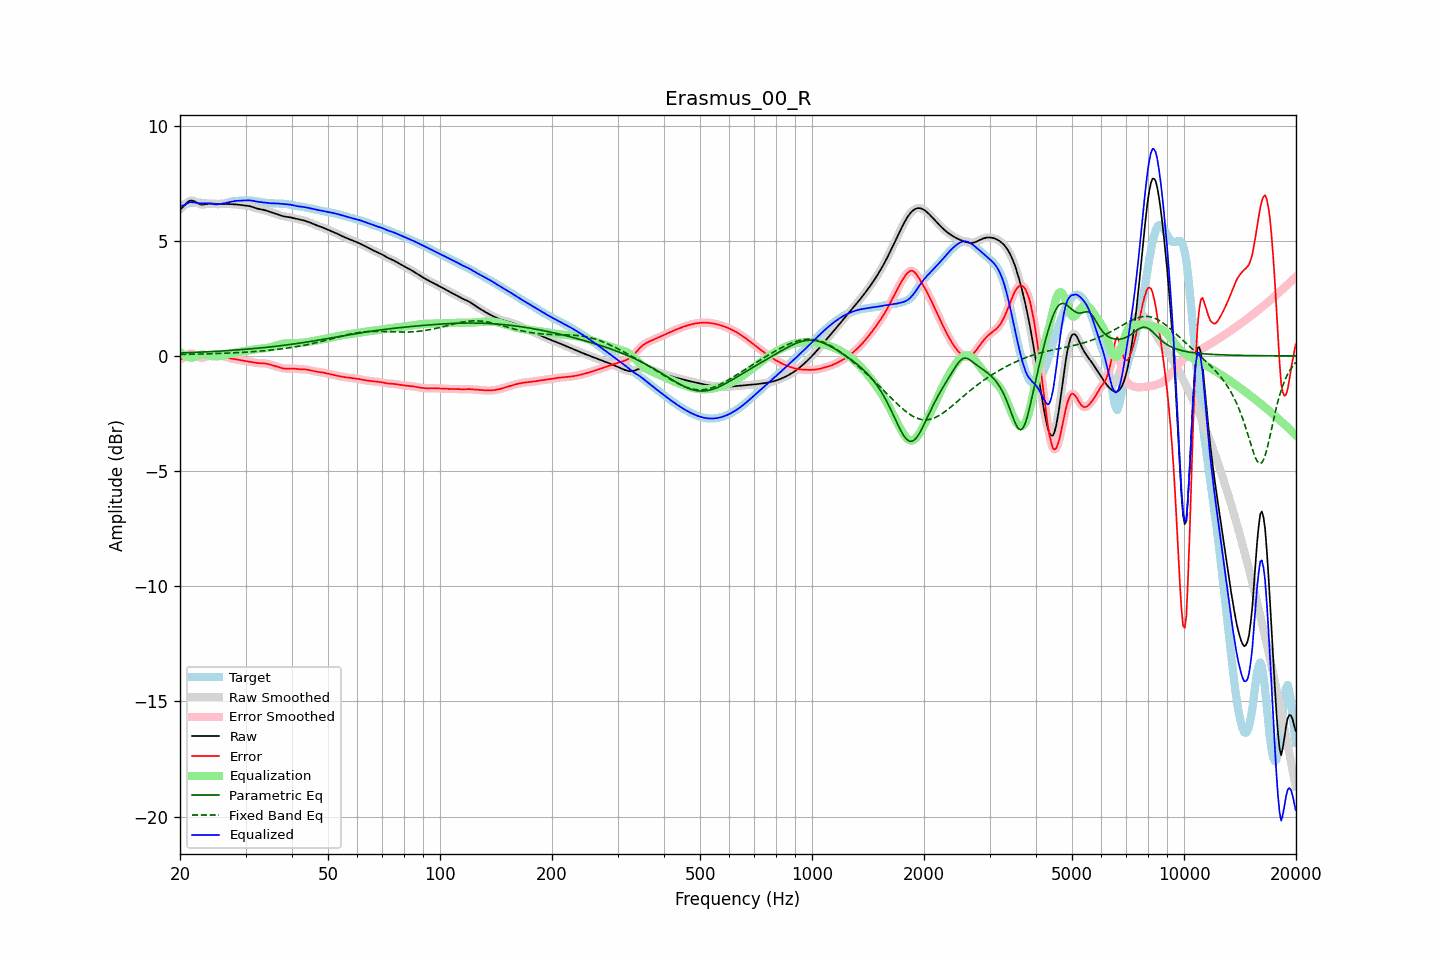 Erasmus_00_R
10
5
0
−5
−10
−15
−20
Amplitude (dBr)
Target
Raw Smoothed
Error Smoothed
Raw
Error
Equalization
Parametric Eq
Fixed Band Eq
Equalized
20 50 100 200 500 1000 2000 5000 10000 20000
Frequency (Hz)